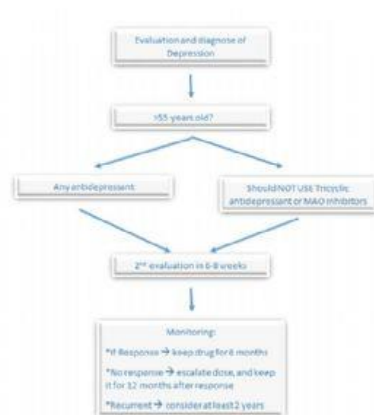 Evaluation and diagnose of
Depression
>55 years old?
Any antidepressant
Should NOT USE Tricyclic
antidepressant or MAO inhibitors
2nd evaluation in 6-8 weeks
Monitoring:
*If Response → keep drug for 6 months
*No response → escalate dose, and keep
it for 12 months after response
*Recurrent → consider at least 2 years